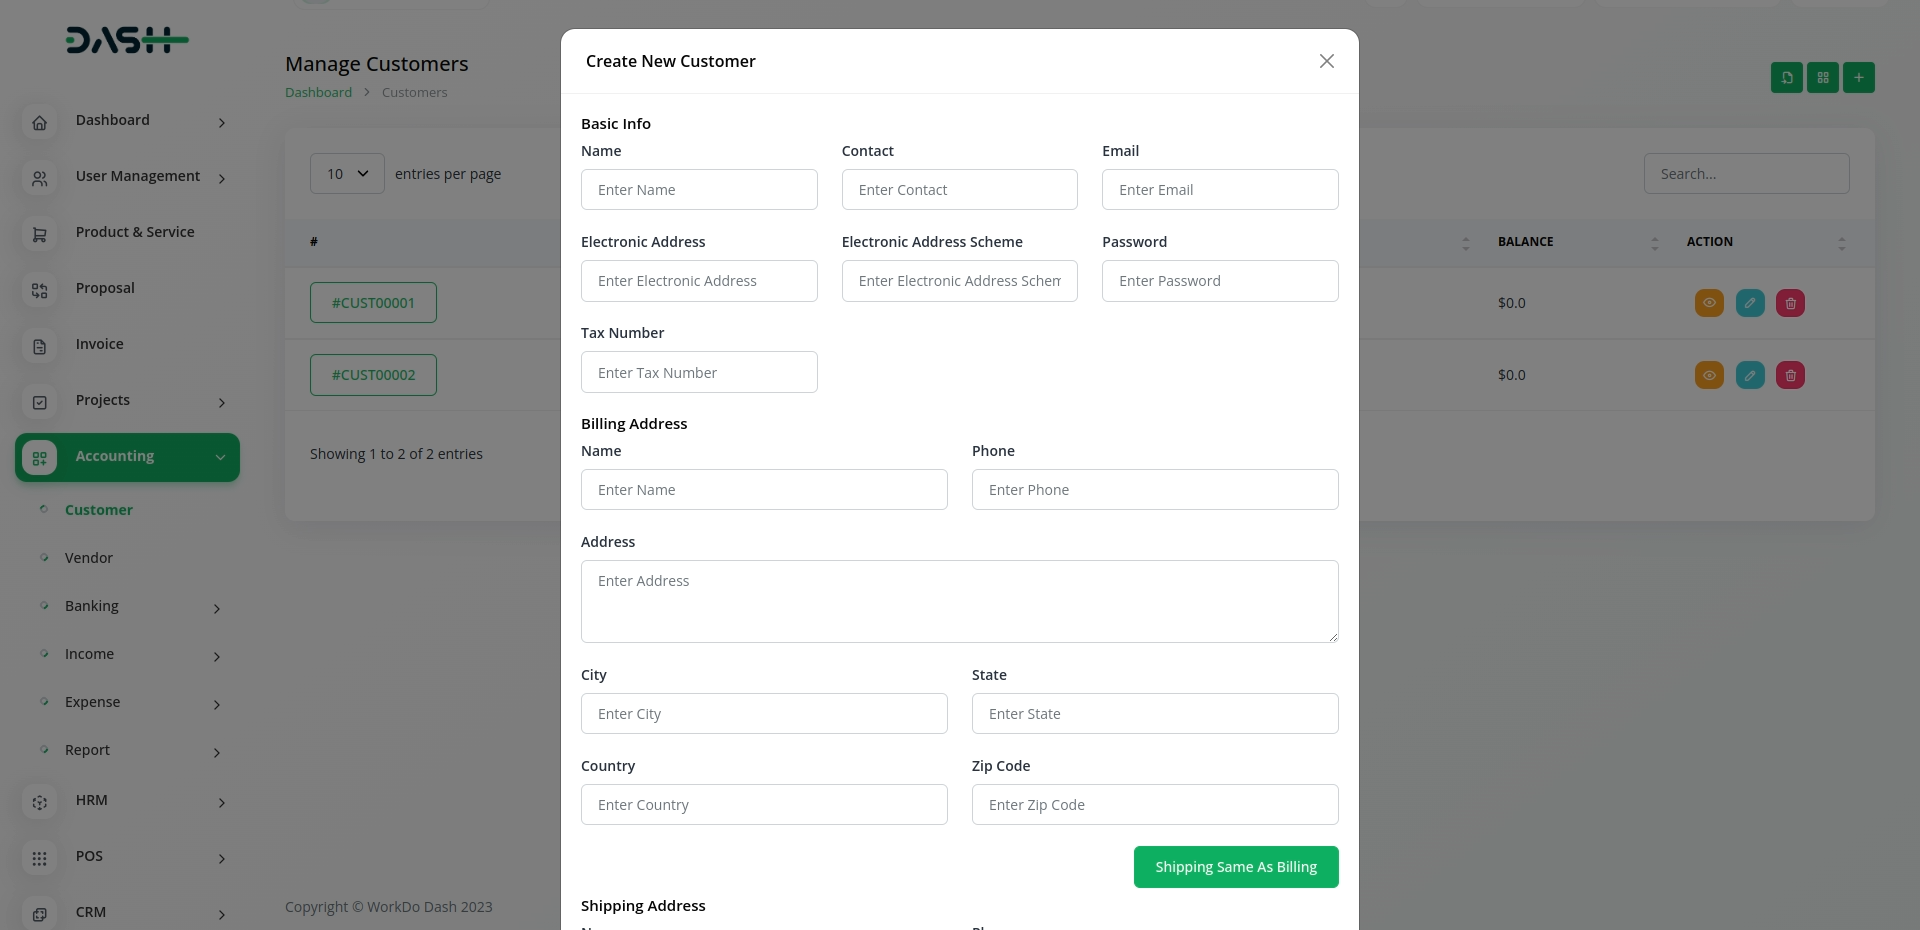 DASH
Dashboard
User Management
Product & Service
Proposal
Invoice
Projects
Accounting
Customer
Vendor
Banking
Income
Expense
Report
HRM
POS
CRM
Manage Customers
Dashboard > Customers
10 entries per page
Search...
#
BALANCE
ACTION
#CUST00001
$0.0
#CUST00002
$0.0
Showing 1 to 2 of 2 entries
Copyright © WorkDo Dash 2023
Create New Customer
Basic Info
Name Contact Email
Enter Name Enter Contact Enter Email
Electronic Address Electronic Address Scheme Password
Enter Electronic Address Enter Electronic Address Schem Enter Password
Tax Number
Enter Tax Number
Billing Address
Name Phone
Enter Name Enter Phone
Address
Enter Address
City State
Enter City Enter State
Country Zip Code
Enter Country Enter Zip Code
Shipping Same As Billing
Shipping Address